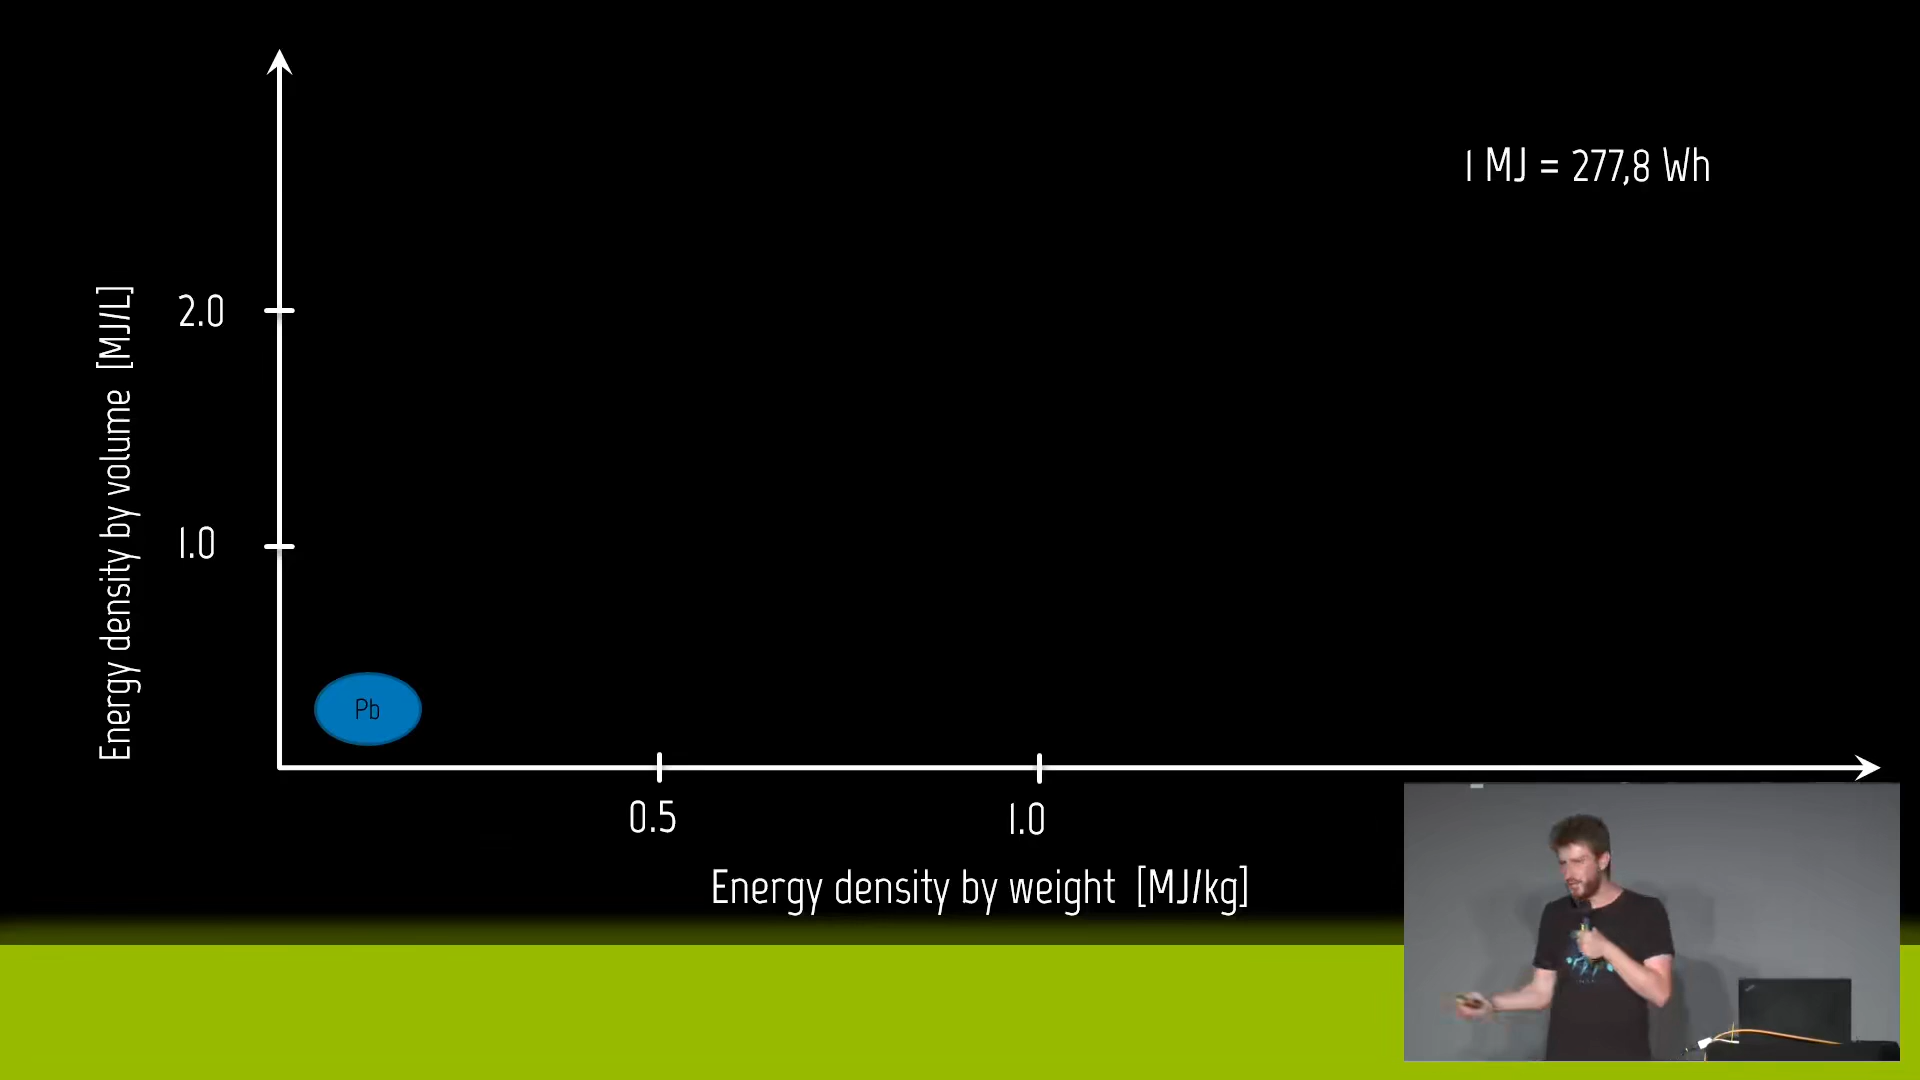 1 MJ = 277,8 Wh
Energy density by volume [MJ/L]
2.0
1.0
Pb
0.5
1.0
Energy density by weight [MJ/kg]